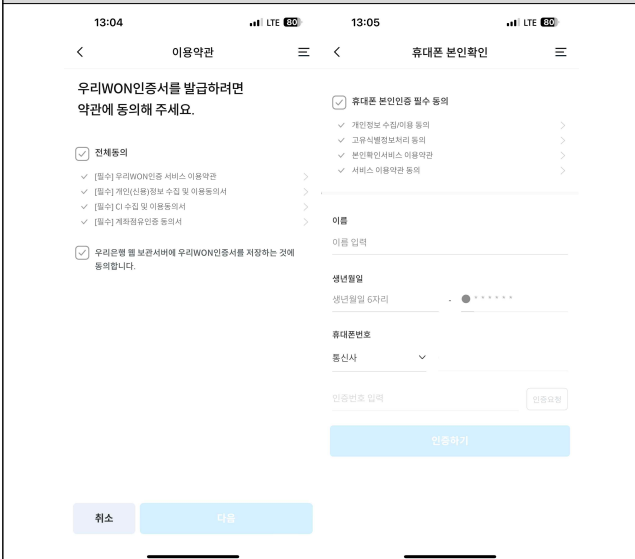 13:04
LTE 80
이용약관
우리WON인증서를 발급하려면
약관에 동의해 주세요.
전체동의
[필수] 우리WON인증 서비스 이용약관
[필수] 개인(신용)정보 수집 및 이용동의서
[필수] CI 수집 및 이용동의서
[필수] 계좌점유인증 동의서
우리은행 웹 보관서버에 우리WON인증서를 저장하는 것에
동의합니다.
취소
다음
13:05
LTE 80
휴대폰 본인확인
휴대폰 본인인증 필수 동의
개인정보 수집/이용 동의
고유식별정보처리 동의
본인확인서비스 이용약관
서비스 이용약관 동의
이름
이름 입력
생년월일
생년월일 6자리 -
휴대폰번호
통신사
인증번호 입력
인증요청
인증하기